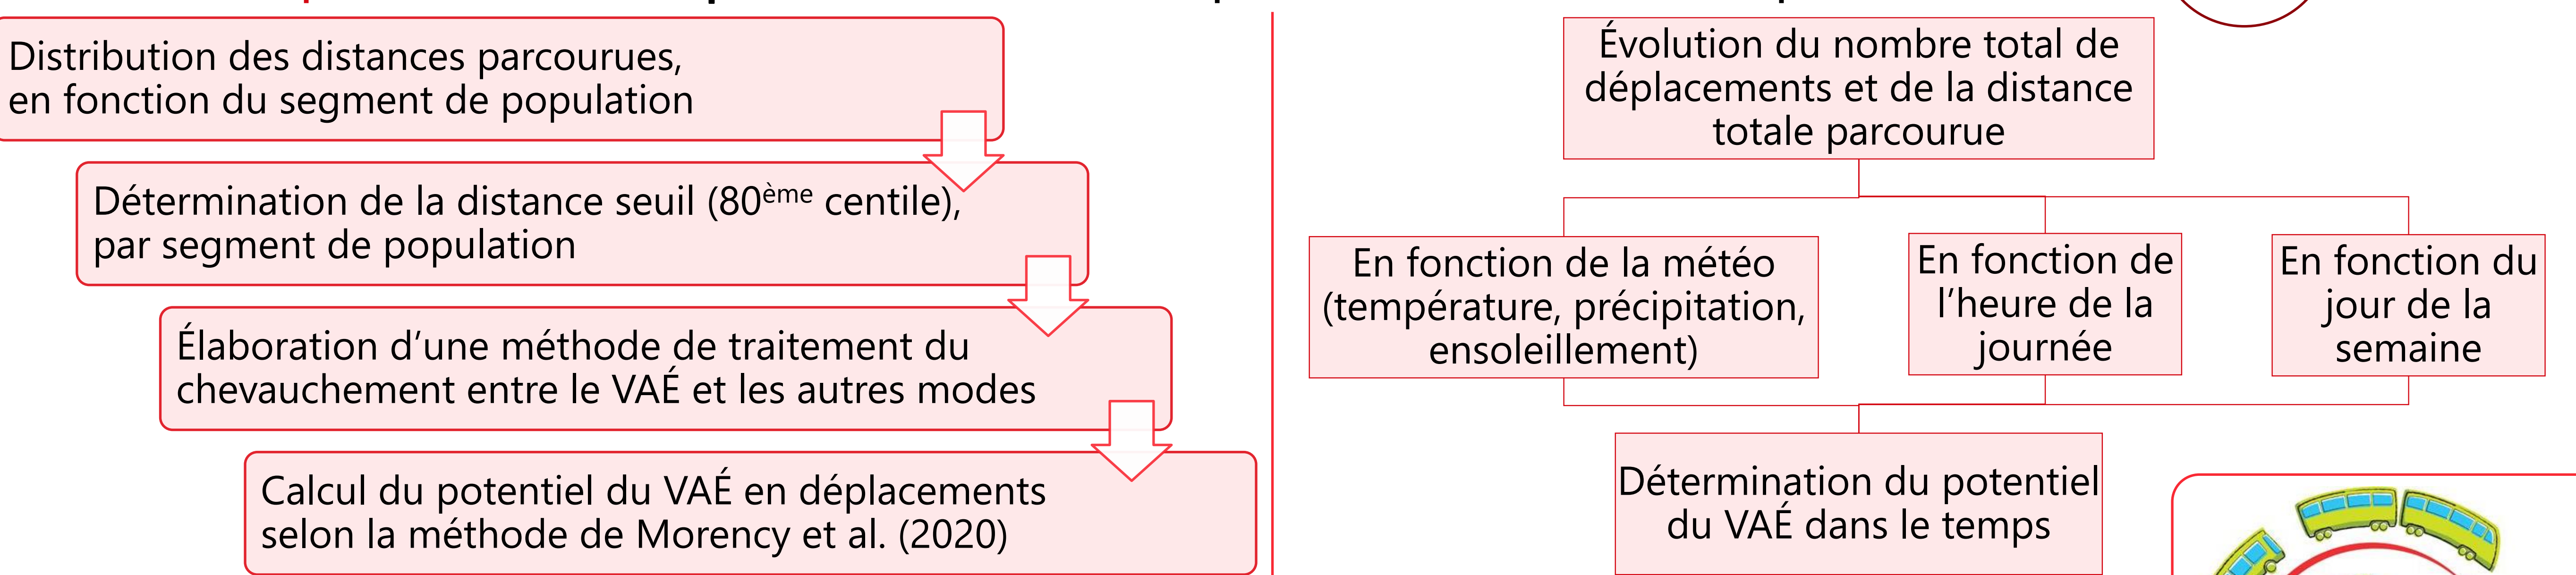 Distribution des distances parcourues,
en fonction du segment de population
Détermination de la distance seuil (80ème centile),
par segment de population
Élaboration d’une méthode de traitement du
chevauchement entre le VAÉ et les autres modes
Calcul du potentiel du VAÉ en déplacements
selon la méthode de Morency et al. (2020)
Évolution du nombre total de
déplacements et de la distance
totale parcourue
En fonction de la météo
(température, précipitation,
ensoleillement)
En fonction de
l’heure de la
journée
En fonction du
jour de la
semaine
Détermination du potentiel
du VAÉ dans le temps